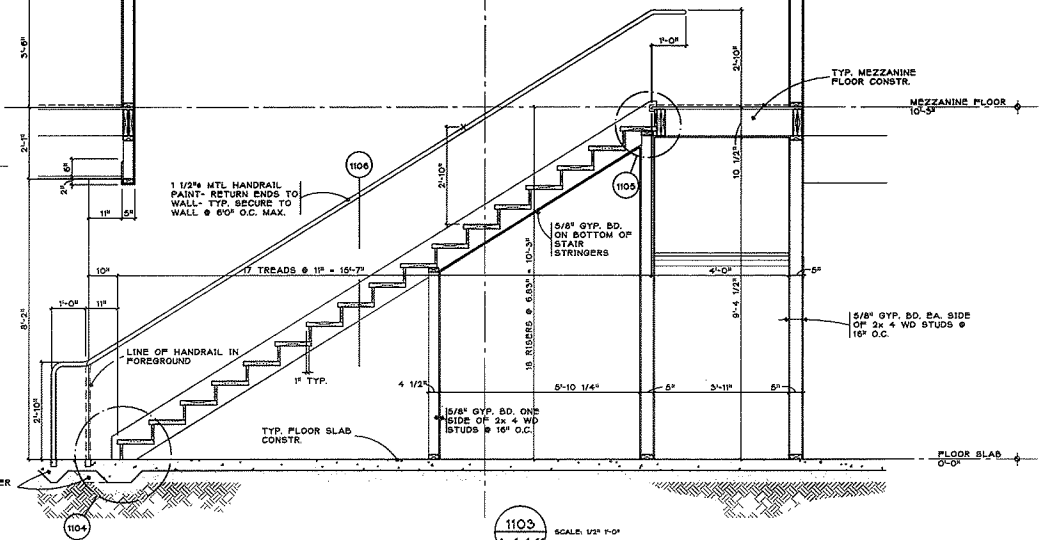 3'-6"
2'-1"
6"
2"
11"
5"
1 1/2"ø MTL HANDRAIL
PAINT- RETURN ENDS TO
WALL- TYP. SECURE TO
WALL @ 6'0" O.C. MAX.
1106
2'-10"
1'-0"
2'-10"
TYP. MEZZANINE
FLOOR CONSTR.
MEZZANINE FLOOR
10'-5"
10 1/2"
1105
5/8" GYP. BD.
ON BOTTOM OF
STAIR
STRINGERS
10"
17 TREADS @ 11" = 15'-7"
4'-0"
5"
1'-0"
11"
8'-2"
18 RISERS @ 6.83" = 10'-3"
9'-4 1/2"
5/8" GYP. BD. EA. SIDE
OF 2x 4 WD STUDS @
16" O.C.
LINE OF HANDRAIL IN
FOREGROUND
1" TYP.
4 1/2"
5'-10 1/4"
5"
3'-11"
5"
2'-10"
5/8" GYP. BD. ONE
SIDE OF 2x 4 WD
STUDS @ 16" O.C.
TYP. FLOOR SLAB
CONSTR.
FLOOR SLAB
0'-0"
ER
1104
1103
SCALE: 1/2" 1'-0"